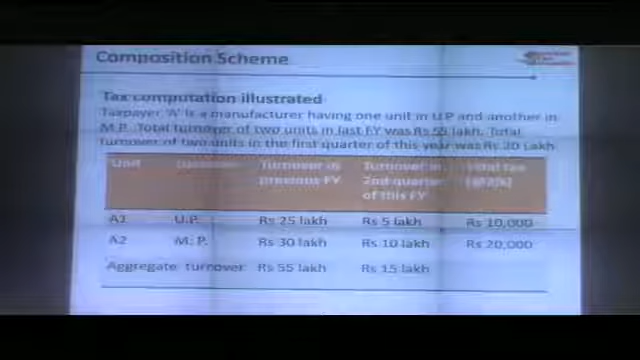 Composition Scheme
Tax computation illustrated
Taxpayer 'A' is a manufacturer having one unit in U.P and another in
M.P. Total turnover of two units in last FY was Rs 55 lakh. Total
turnover of two units in the first quarter of this year was Rs 20 Lakh
Unit Turnover in previous FY Turnover in 2nd quarter of this FY Total tax
A1 U.P. Rs 25 lakh Rs 5 lakh Rs 10,000
A2 M.P. Rs 30 lakh Rs 10 lakh Rs 20,000
Aggregate turnover Rs 55 lakh Rs 15 lakh